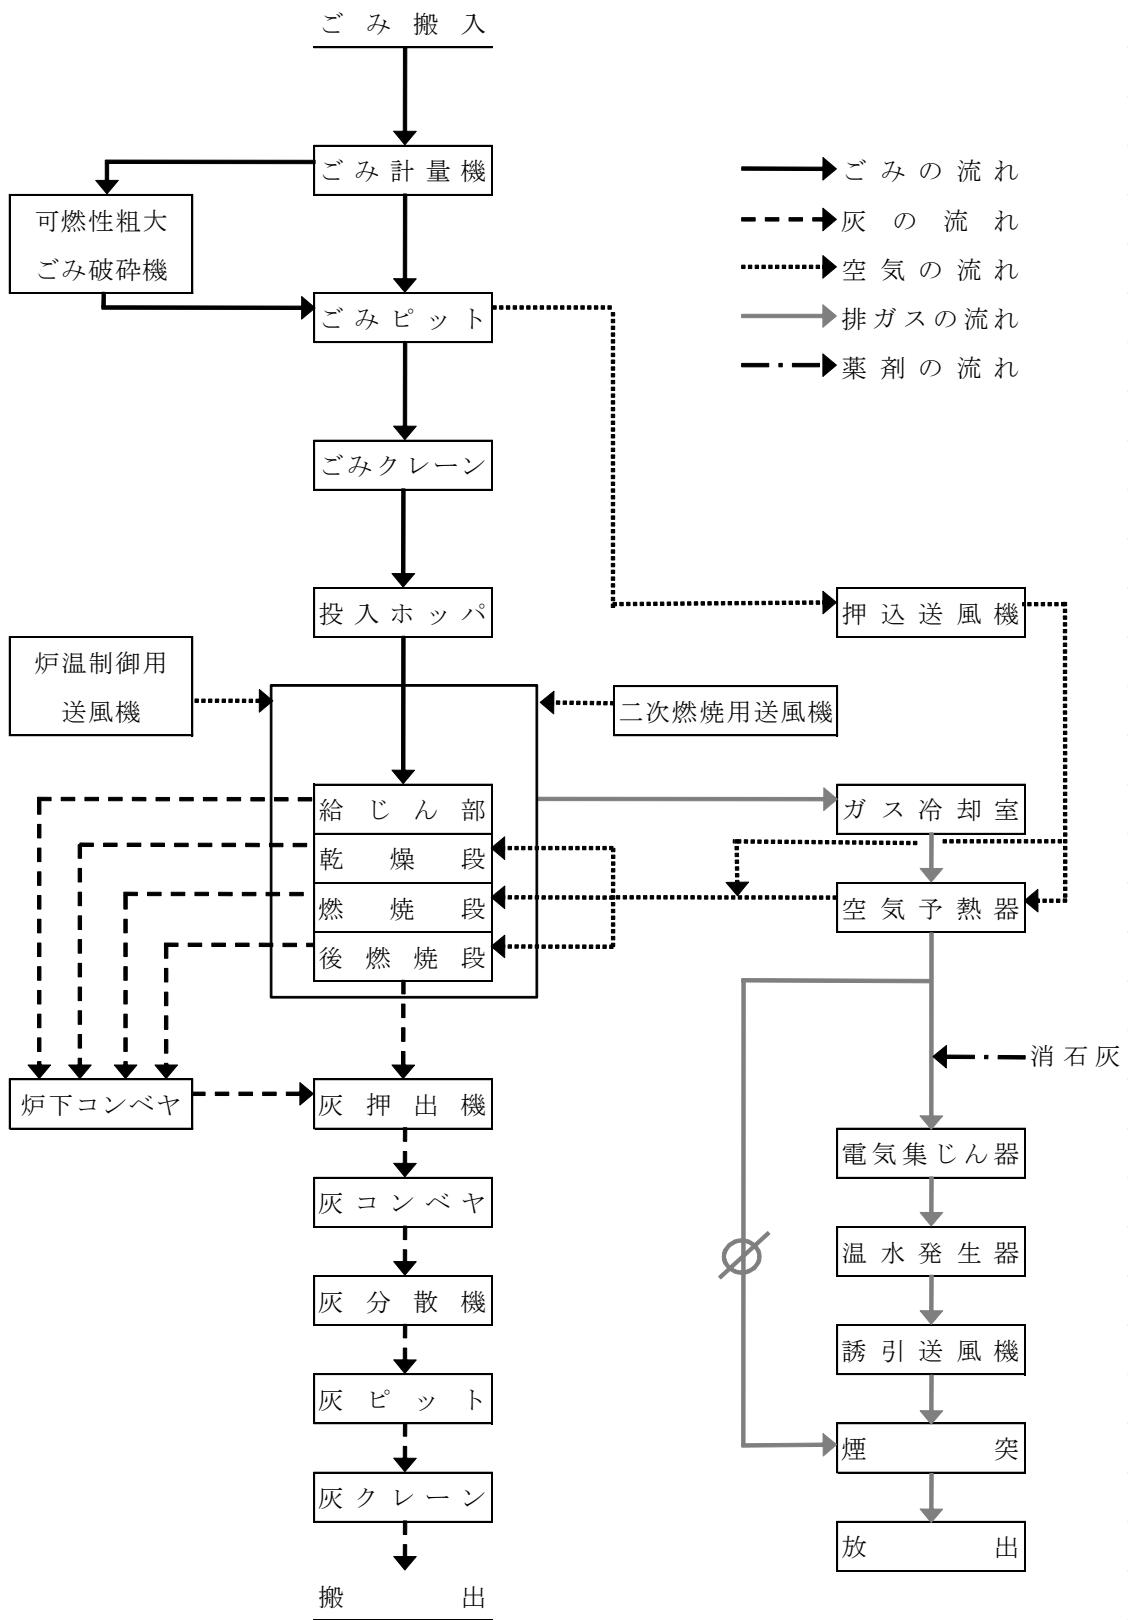 ごみ搬入
ごみ計量機
可燃性粗大
ごみ破砕機
ごみピット
ごみクレーン
投入ホッパ
炉温制御用
送風機
二次燃焼用送風機
給じん部
乾燥段
燃焼段
後燃焼段
炉下コンベヤ
灰押出機
灰コンベヤ
灰分散機
灰ピット
灰クレーン
搬出
ごみの流れ
灰の流れ
空気の流れ
排ガスの流れ
薬剤の流れ
押込送風機
ガス冷却室
空気予熱器
消石灰
電気集じん器
温水発生器
誘引送風機
煙突
放出